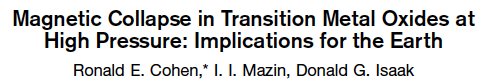 Magnetic Collapse in Transition Metal Oxides at
High Pressure: Implications for the Earth
Ronald E. Cohen,* I. I. Mazin, Donald G. Isaak